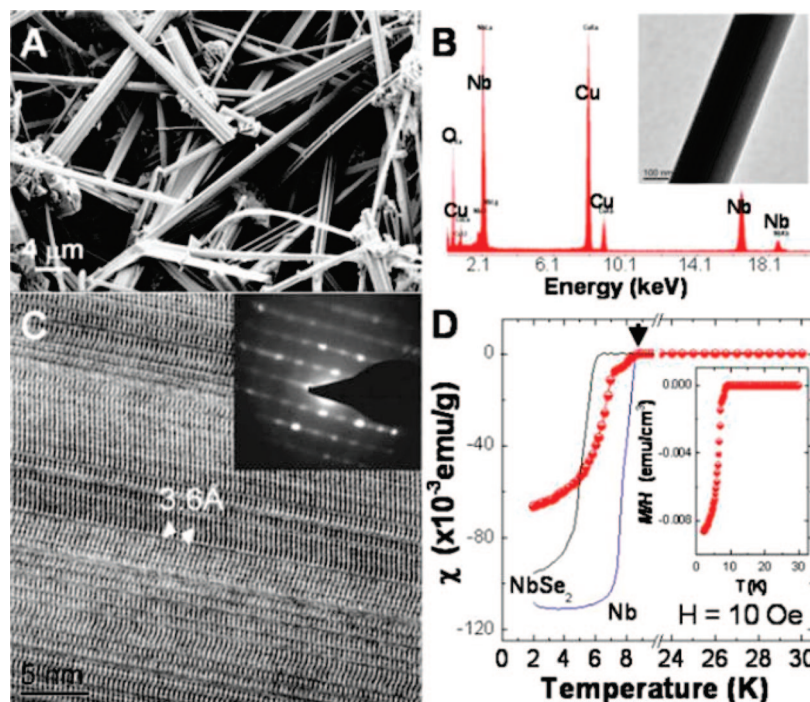 A
4 μm
B
Nb
Cu
O
Cu
Cu
Nb
Nb
100 nm
2.1 6.1 10.1 14.1 18.1
Energy (keV)
C
3.6Å
5 nm
D
0
-40
-80
-120
χ (x10-3emu/g)
NbSe2
Nb
H = 10 Oe
0 2 4 6 8 24 26 28 30
Temperature (K)
0.000
-0.004
-0.008
M/H (emu/cm3)
0 10 20 30
T(K)